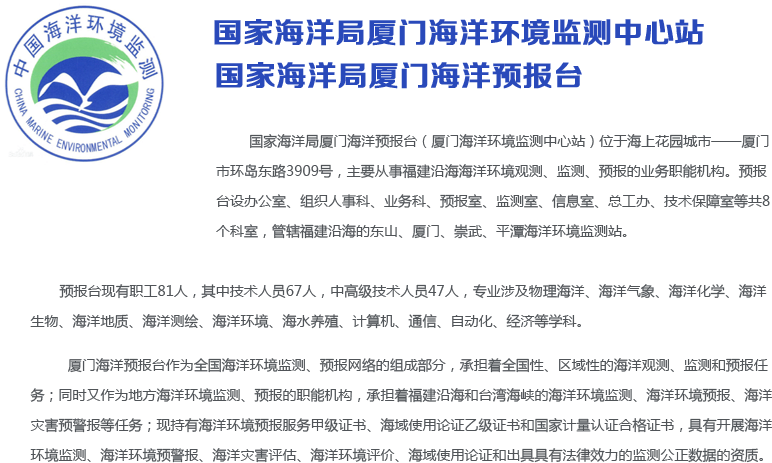 中国海洋环境监测
CHINA MARINE ENVIRONMENTAL MONITORING
国家海洋局厦门海洋环境监测中心站
国家海洋局厦门海洋预报台
国家海洋局厦门海洋预报台（厦门海洋环境监测中心站）位于海上花园城市——厦门
市环岛东路3909号，主要从事福建沿海海洋环境观测、监测、预报的业务职能机构。预报
台设办公室、组织人事科、业务科、预报室、监测室、信息室、总工办、技术保障室等共8
个科室，管辖福建沿海的东山、厦门、崇武、平潭海洋环境监测站。
预报台现有职工81人，其中技术人员67人，中高级技术人员47人，专业涉及物理海洋、海洋气象、海洋化学、海洋
生物、海洋地质、海洋测绘、海洋环境、海水养殖、计算机、通信、自动化、经济等学科。
厦门海洋预报台作为全国海洋环境监测、预报网络的组成部分，承担着全国性、区域性的海洋观测、监测和预报任
务；同时又作为地方海洋环境监测、预报的职能机构，承担着福建沿海和台湾海峡的海洋环境监测、海洋环境预报、海洋
灾害预警报等任务；现持有海洋环境预报服务甲级证书、海域使用论证乙级证书和国家计量认证合格证书，具有开展海洋
环境监测、海洋环境预警报、海洋灾害评估、海洋环境评价、海域使用论证和出具具有法律效力的监测公正数据的资质。